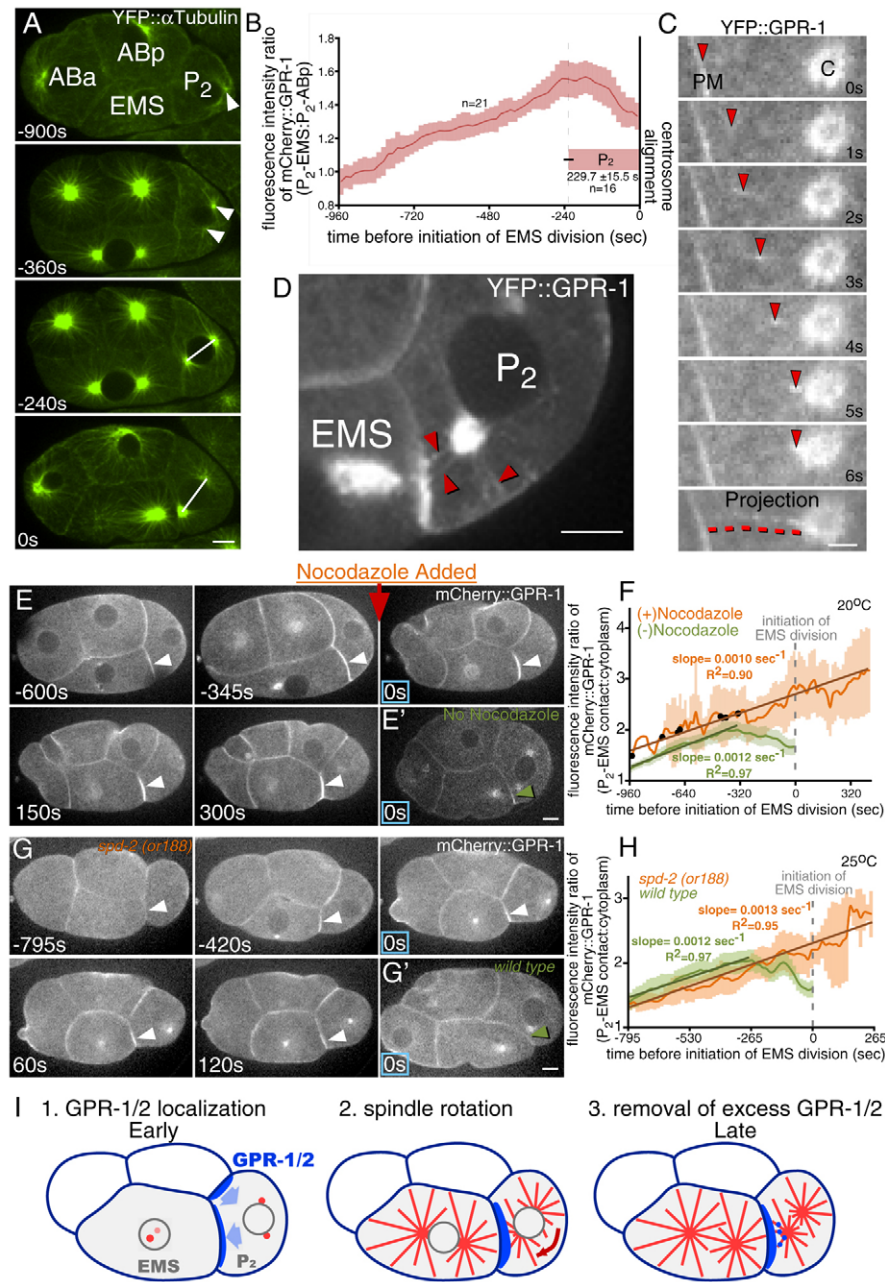 A
YFP::αTubulin
ABp
ABa
P2
EMS
-900s
-360s
-240s
0s
B
fluorescence intensity ratio
of mCherry::GPR-1
(P2-EMS:P2-ABp)
1.8
1.6
1.4
1.2
1.0
0.8
n=21
P2
229.7 ±15.5 s
n=16
centrosome
alignment
-960
-720
-480
-240
0
time before initiation of EMS division (sec)
C
YFP::GPR-1
PM
C
0s
1s
2s
3s
4s
5s
6s
Projection
D
YFP::GPR-1
P2
EMS
Nocodazole Added
E
mCherry::GPR-1
-600s
-345s
0s
150s
300s
E'
No Nocodazole
0s
F
20°C
(+)Nocodazole
(-)Nocodazole
initiation of
EMS division
slope= 0.0010 sec-1
R2=0.90
slope= 0.0012 sec-1
R2=0.97
fluorescence intensity ratio of
mCherry::GPR-1
(P2-EMS contact:cytoplasm)
4
3
2
1
-960
-640
-320
0
320
time before initiation of EMS division (sec)
G
spd-2 (or188)
mCherry::GPR-1
-795s
-420s
0s
60s
120s
G'
wild type
0s
H
25°C
spd-2 (or188)
wild type
initiation of
EMS division
slope= 0.0013 sec-1
R2=0.95
slope= 0.0012 sec-1
R2=0.97
fluorescence intensity ratio of
mCherry::GPR-1
(P2-EMS contact:cytoplasm)
3
2
1
-795
-530
-265
0
265
time before initiation of EMS division (sec)
I
1. GPR-1/2 localization
Early
2. spindle rotation
3. removal of excess GPR-1/2
Late
GPR-1/2
EMS
P2